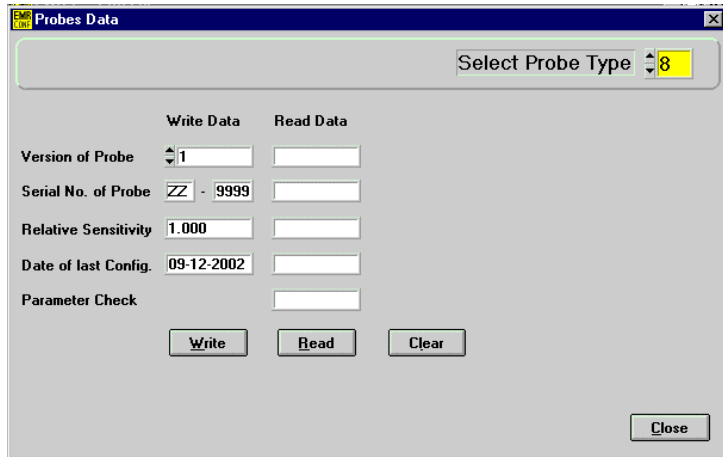 EMR CONF Probes Data
Select Probe Type 8
Write Data Read Data
Version of Probe 1
Serial No. of Probe ZZ - 9999
Relative Sensitivity 1.000
Date of last Config. 09-12-2002
Parameter Check
Write Read Clear
Close